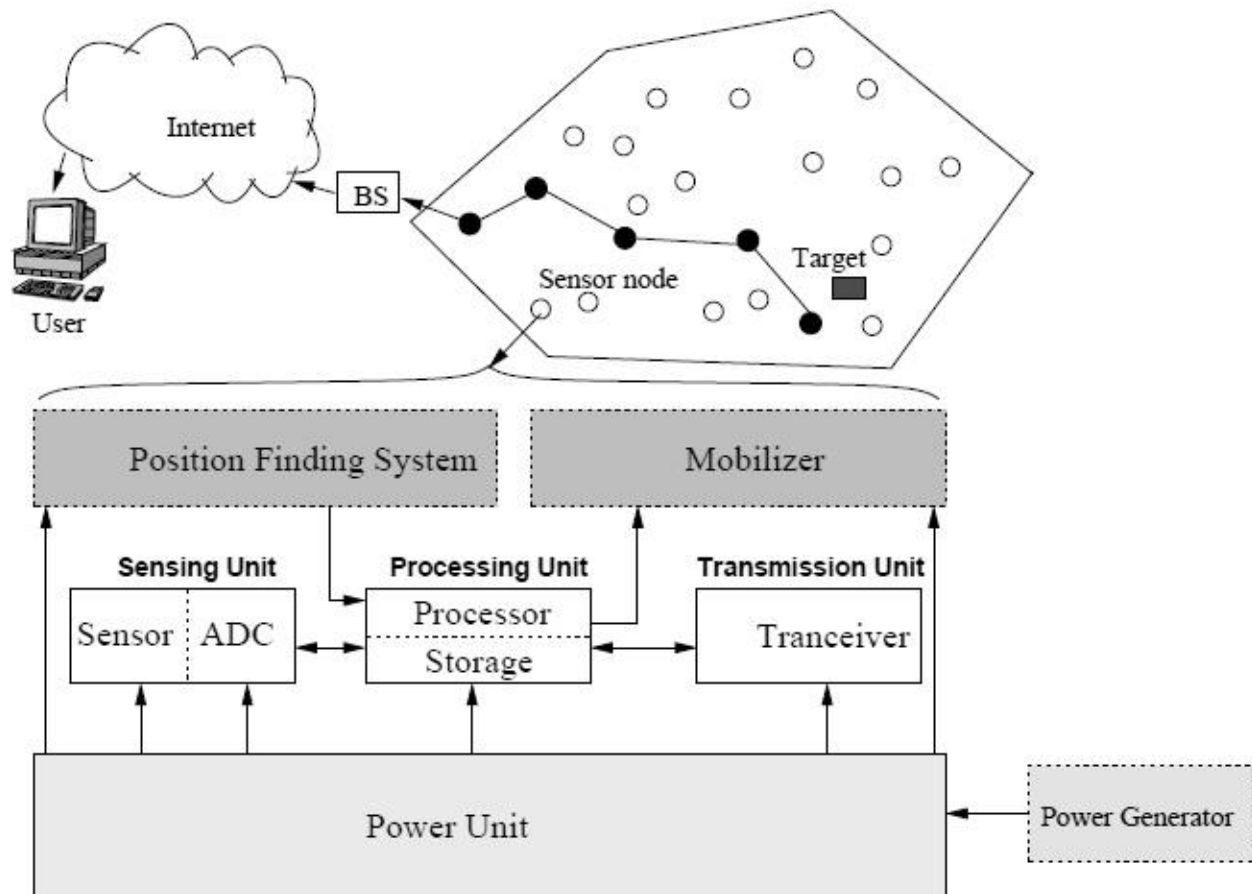 Internet
BS
User
Sensor node
Target
Position Finding System
Mobilizer
Sensing Unit
Processing Unit
Transmission Unit
Sensor
ADC
Processor
Storage
Tranceiver
Power Unit
Power Generator